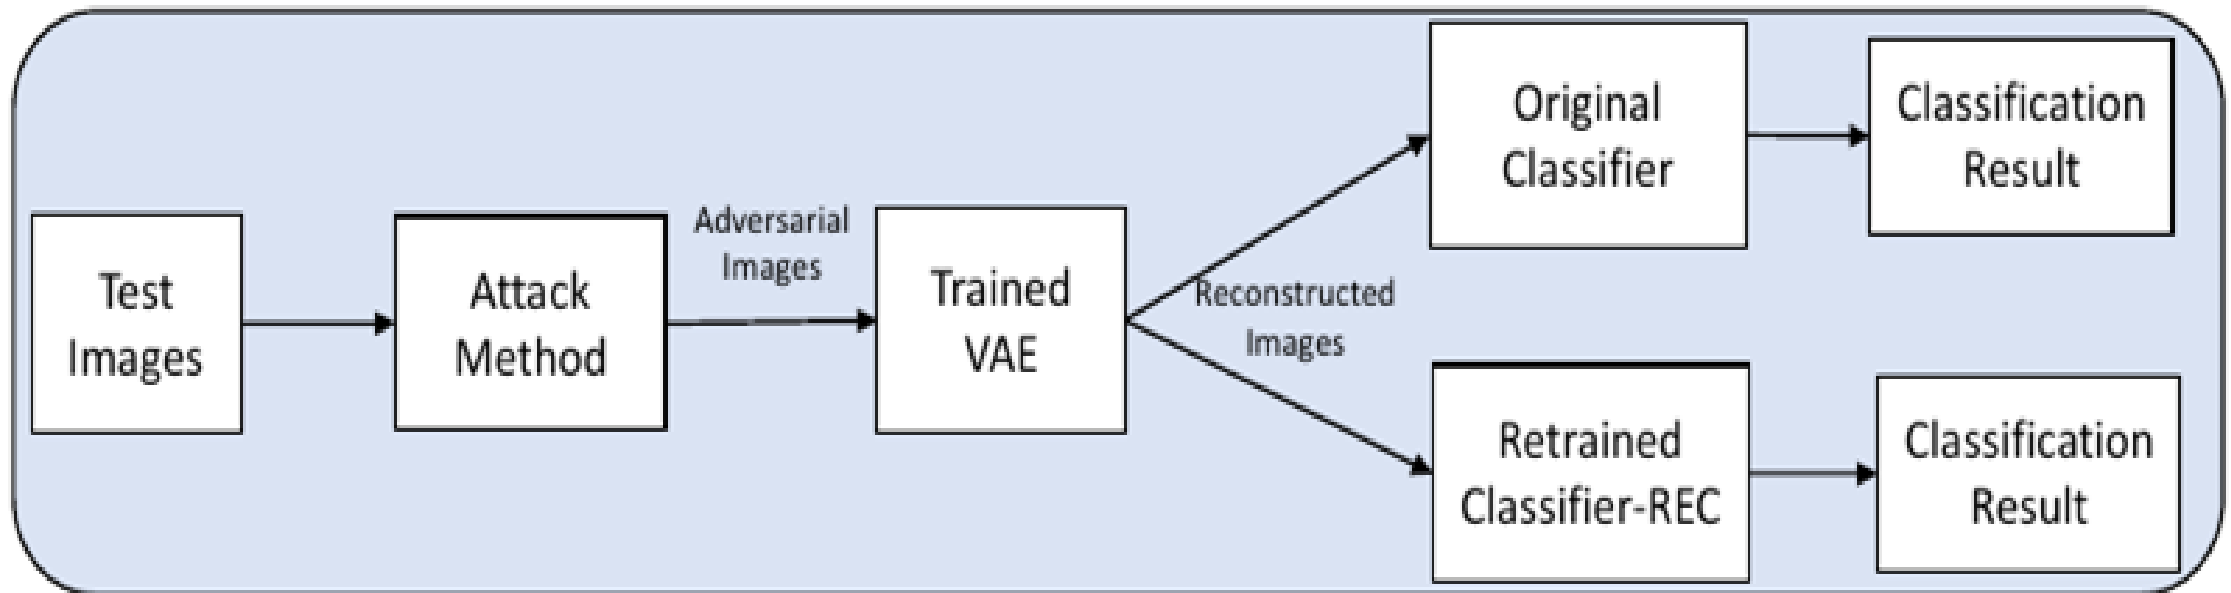 Test
Images
Attack
Method
Adversarial
Images
Trained
VAE
Reconstructed
Images
Original
Classifier
Classification
Result
Retrained
Classifier-REC
Classification
Result